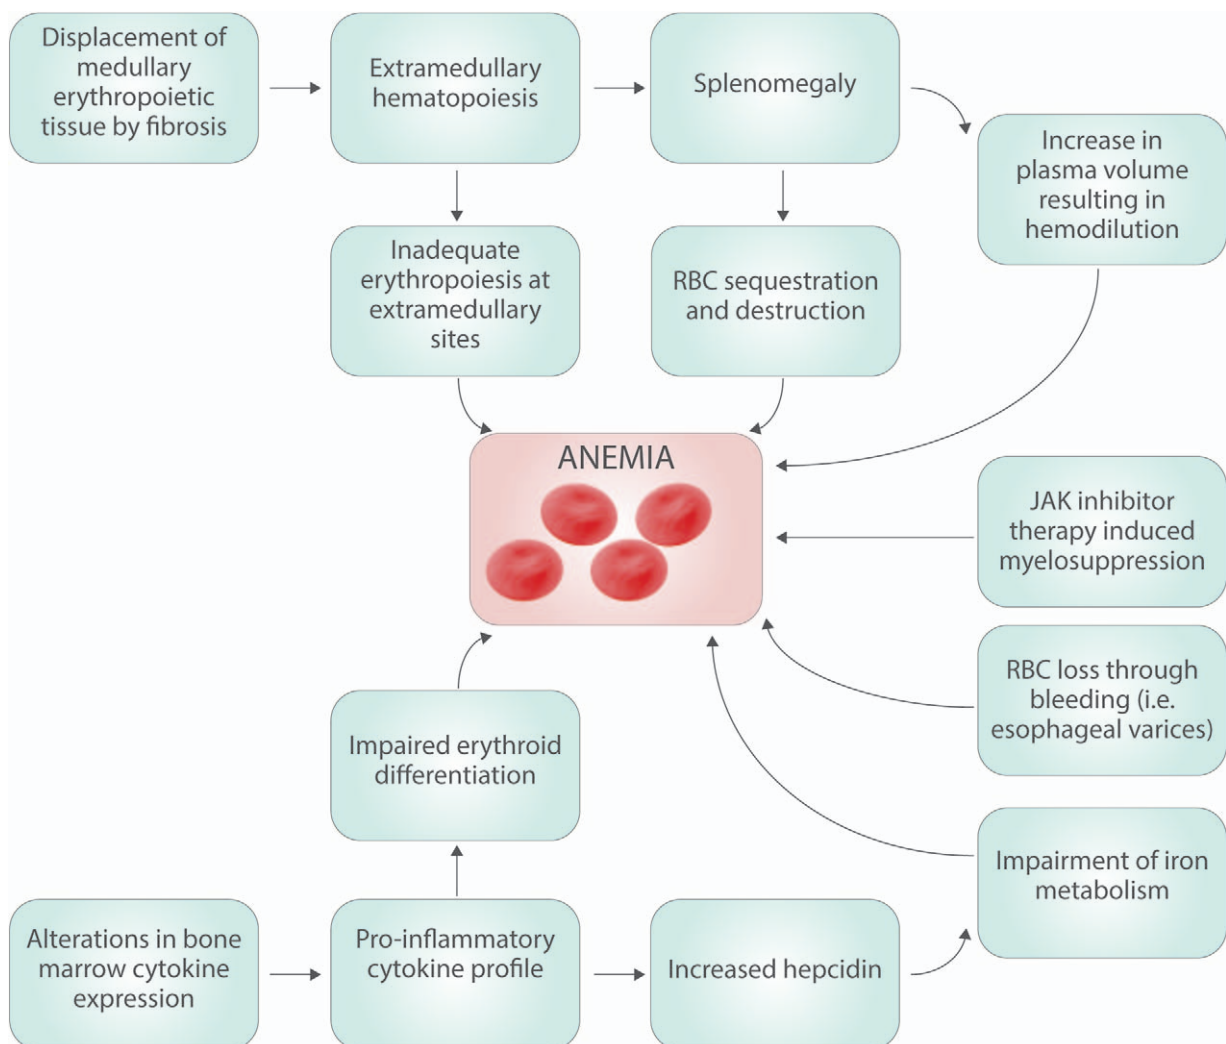 Displacement of
medullary
erythropoietic
tissue by fibrosis
Extramedullary
hematopoiesis
Splenomegaly
Increase in
plasma volume
resulting in
hemodilution
Inadequate
erythropoiesis at
extramedullary
sites
RBC sequestration
and destruction
ANEMIA
JAK inhibitor
therapy induced
myelosuppression
RBC loss through
bleeding (i.e.
esophageal varices)
Impaired erythroid
differentiation
Impairment of iron
metabolism
Alterations in bone
marrow cytokine
expression
Pro-inflammatory
cytokine profile
Increased hepcidin